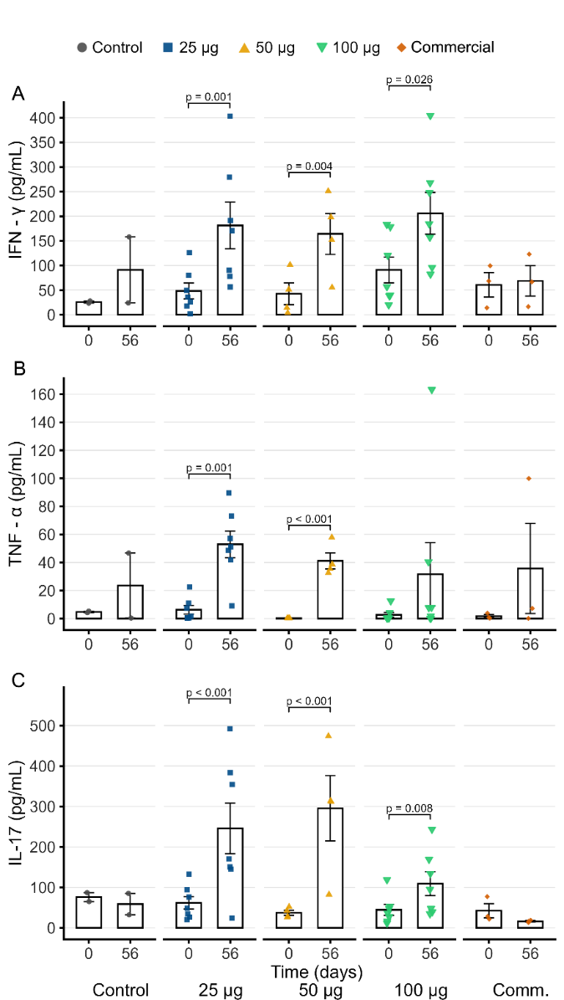 Control 25 µg 50 µg 100 µg Commercial
A
IFN - γ (pg/mL)
400
350
300
250
200
150
100
50
0
p = 0.001
p = 0.004
p = 0.026
0 56 0 56 0 56 0 56 0 56
B
TNF - α (pg/mL)
160
140
120
100
80
60
40
20
0
p = 0.001
p < 0.001
0 56 0 56 0 56 0 56 0 56
C
IL-17 (pg/mL)
500
400
300
200
100
0
p < 0.001
p < 0.001
p = 0.008
0 56 0 56 0 56 0 56 0 56
Time (days)
Control 25 µg 50 µg 100 µg Comm.